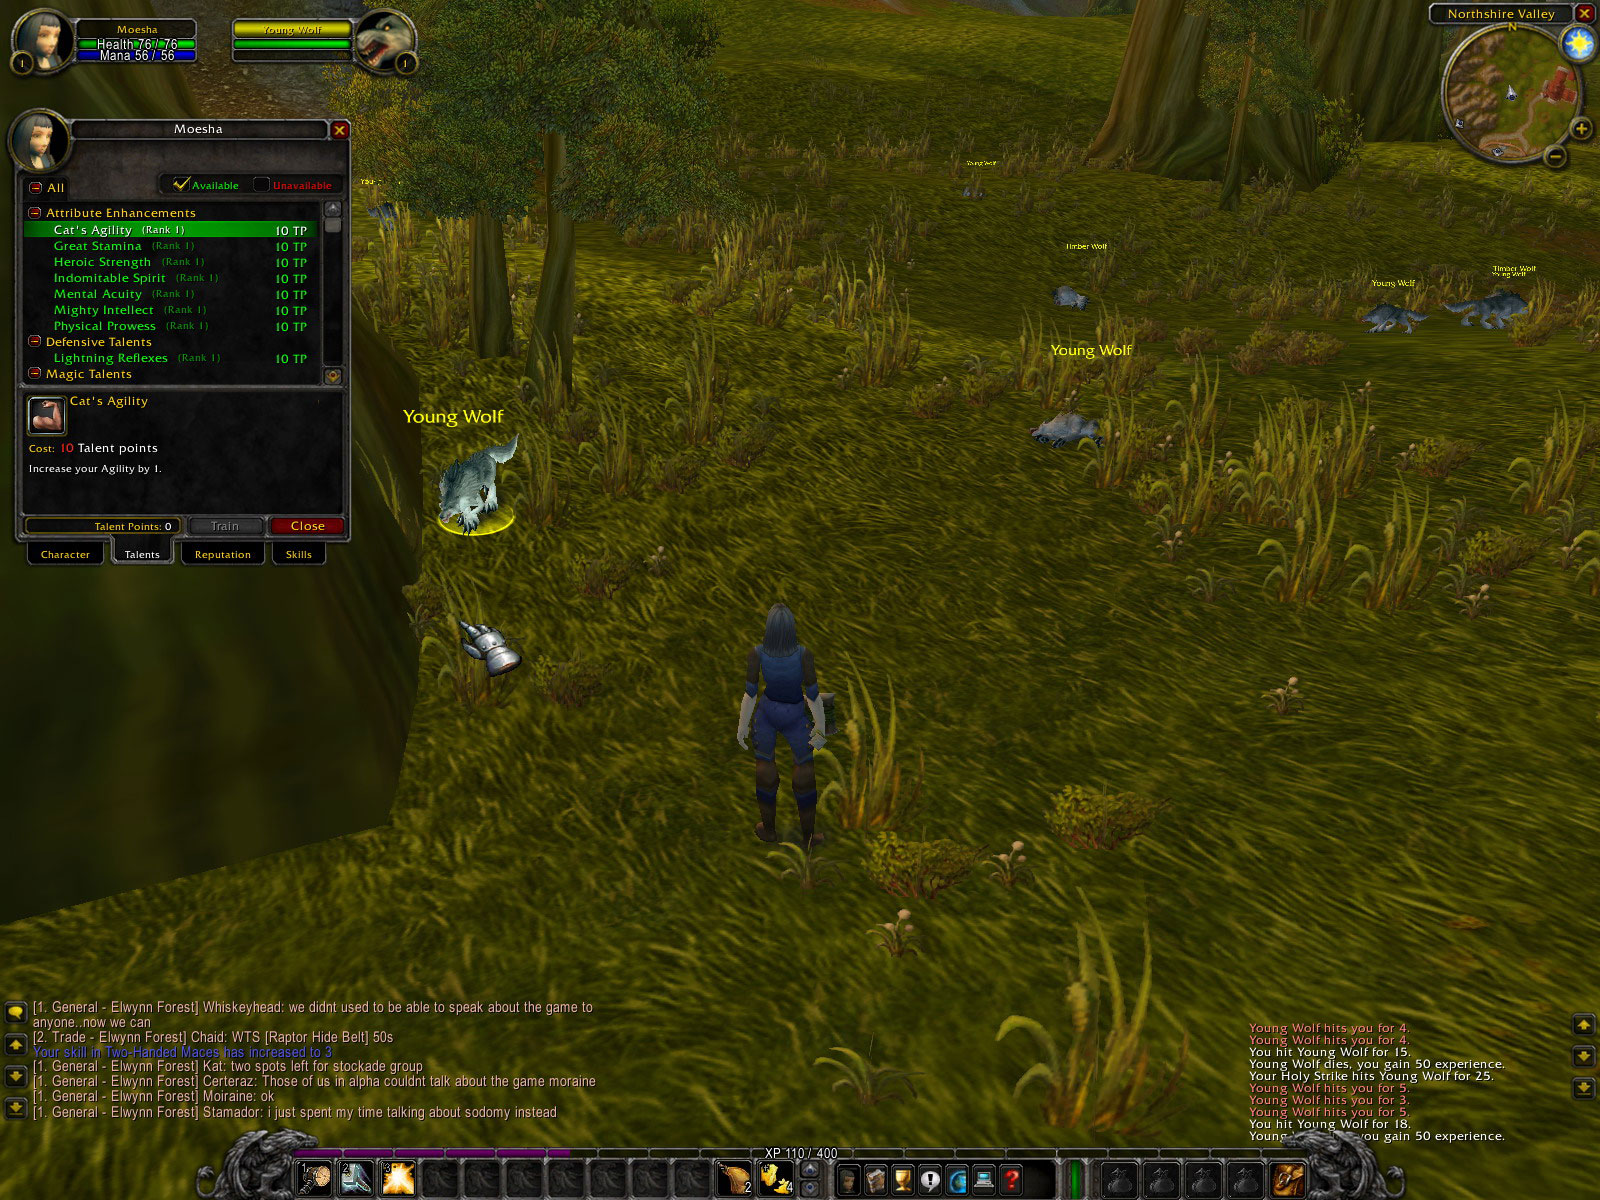 Moesha
Health 76 / 76
Mana 56 / 56
1
Young Wolf
1
Northshire Valley
N
Moesha
All
Available
Unavailable
Attribute Enhancements
Cat's Agility (Rank 1) 10 TP
Great Stamina (Rank 1) 10 TP
Heroic Strength (Rank 1) 10 TP
Indomitable Spirit (Rank 1) 10 TP
Mental Acuity (Rank 1) 10 TP
Mighty Intellect (Rank 1) 10 TP
Physical Prowess (Rank 1) 10 TP
Defensive Talents
Lightning Reflexes (Rank 1) 10 TP
Magic Talents
Cat's Agility
Cost: 10 Talent points
Increase your Agility by 1.
Talent Points: 0
Train
Close
Character
Talents
Reputation
Skills
Young Wolf
Timber Wolf
Young Wolf
Timber Wolf
Young Wolf
Young Wolf
Young Wolf
[1. General - Elwynn Forest] Whiskeyhead: we didnt used to be able to speak about the game to
anyone..now we can
[2. Trade - Elwynn Forest] Chaid: WTS [Raptor Hide Belt] 50s
Your skill in Two-Handed Maces has increased to 3
[1. General - Elwynn Forest] Kat: two spots left for stockade group
[1. General - Elwynn Forest] Certeraz: Those of us in alpha couldnt talk about the game moraine
[1. General - Elwynn Forest] Moiraine: ok
[1. General - Elwynn Forest] Stamador: i just spent my time talking about sodomy instead
Young Wolf hits you for 4.
Young Wolf hits you for 4.
You hit Young Wolf for 15.
Young Wolf dies, you gain 50 experience.
Your Holy Strike hits Young Wolf for 25.
Young Wolf hits you for 5.
Young Wolf hits you for 3.
Young Wolf hits you for 5.
You hit Young Wolf for 18.
Young you gain 50 experience.
XP 110 / 400
1
2
3
2
4